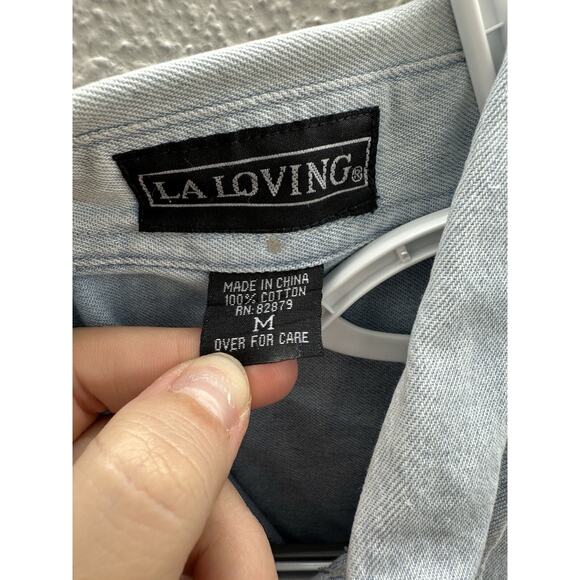 LA LOVING®
MADE IN CHINA
100% COTTON
RN: 82879
M
OVER FOR CARE